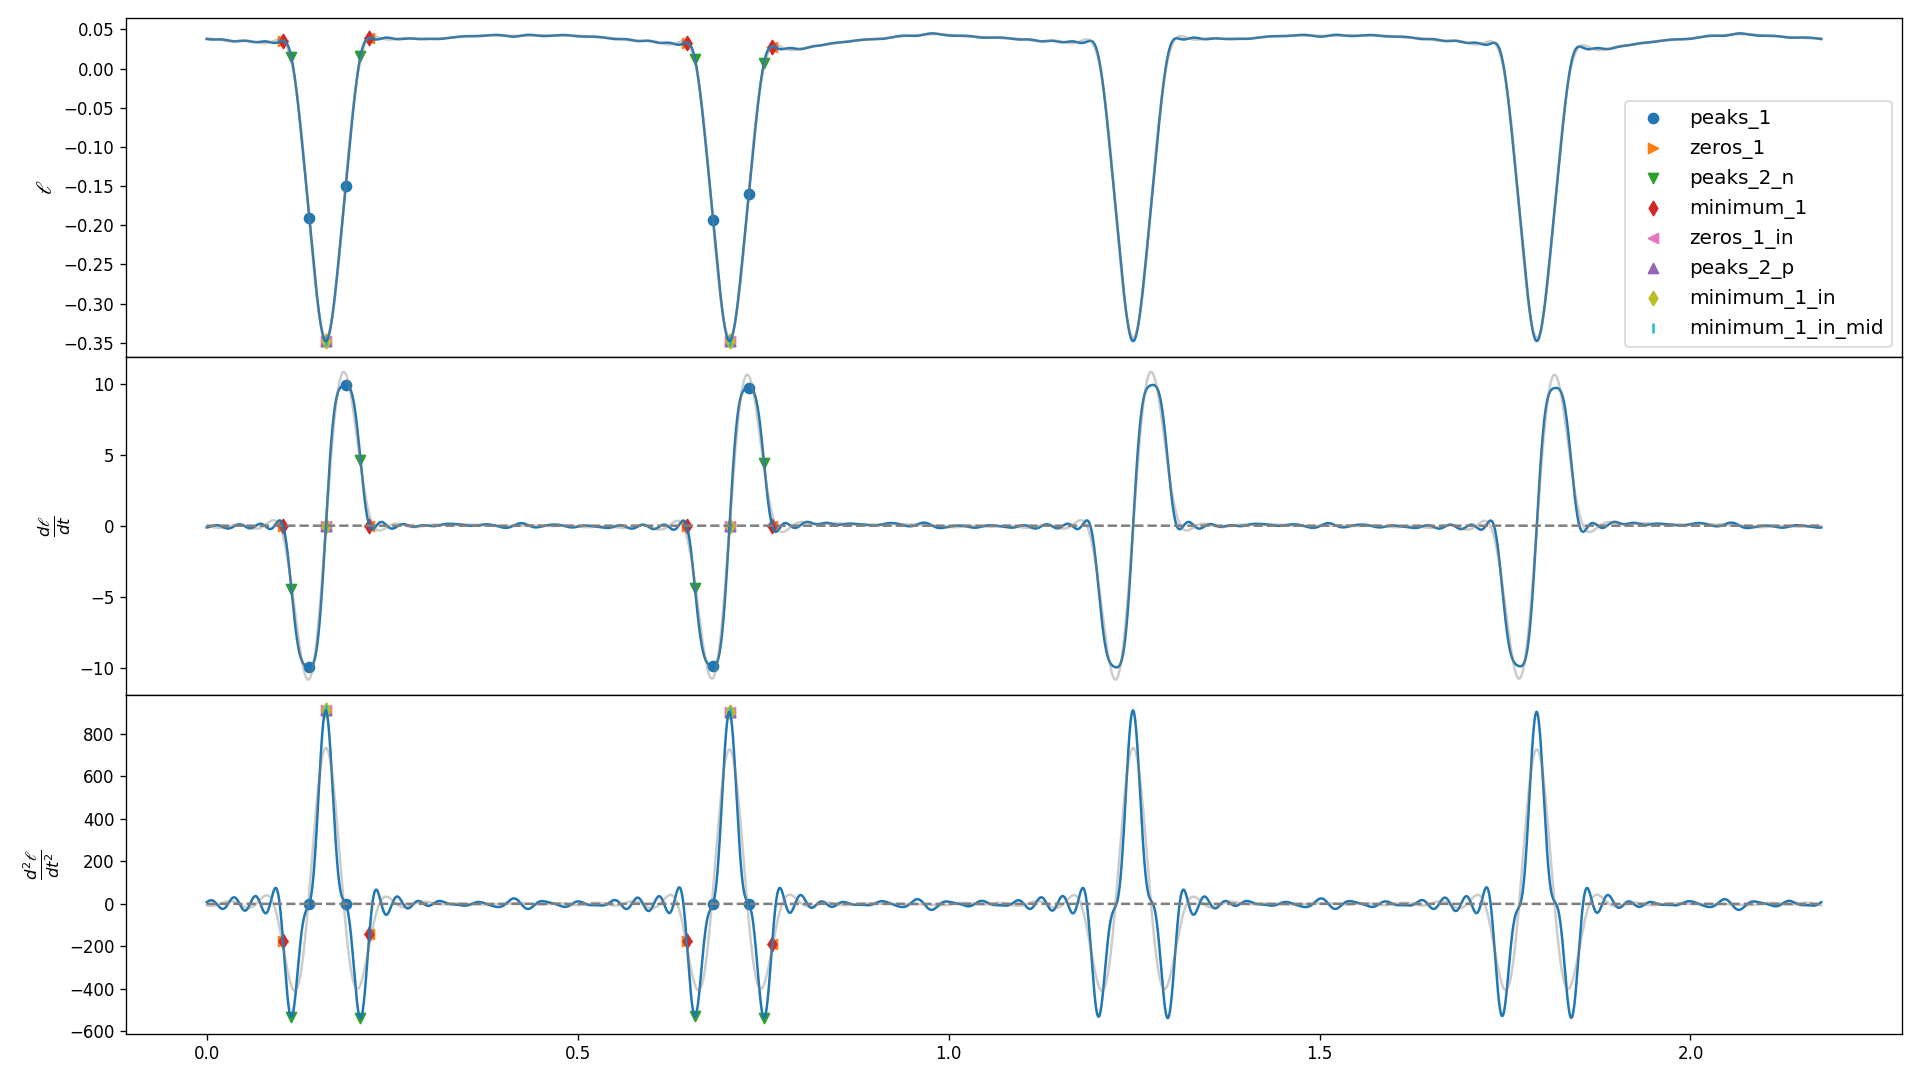 0.05
0.00
−0.05
−0.10
−0.15
−0.20
−0.25
−0.30
−0.35
ℓ
peaks_1
zeros_1
peaks_2_n
minimum_1
zeros_1_in
peaks_2_p
minimum_1_in
minimum_1_in_mid
10
5
0
−5
−10
dℓ
dt
800
600
400
200
0
−200
−400
−600
d²ℓ
dt²
0.0 0.5 1.0 1.5 2.0